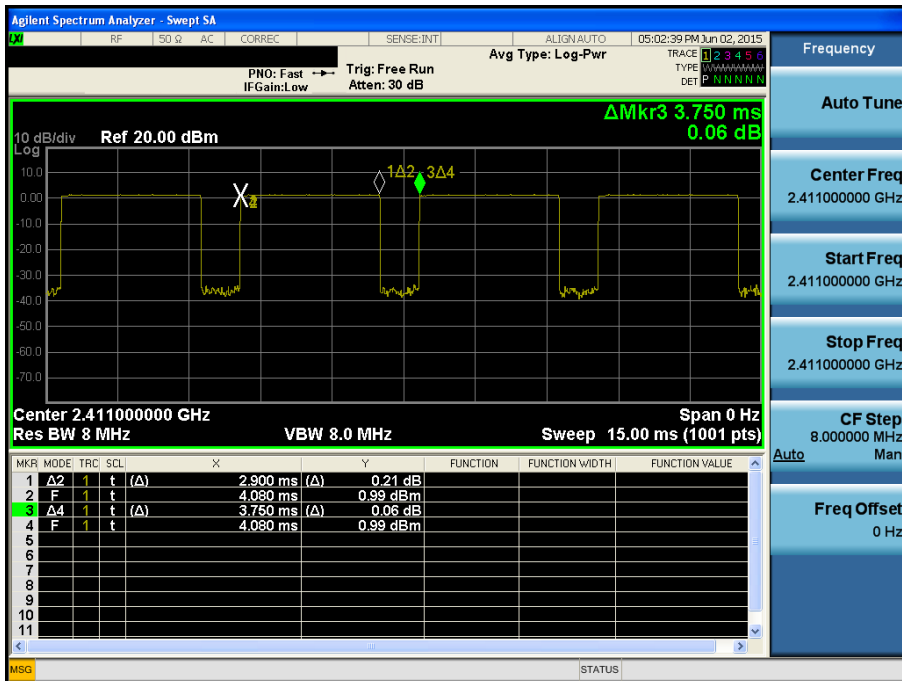 Agilent Spectrum Analyzer - Swept SA
LXI RF 50 Ω AC CORREC SENSE:INT ALIGNAUTO 05:02:39 PM Jun 02, 2015
Avg Type: Log-Pwr TRACE 1 2 3 4 5 6
PNO: Fast Trig: Free Run TYPE WWWWWW
IFGain:Low Atten: 30 dB DET P N N N N N
ΔMkr3 3.750 ms
0.06 dB
10 dB/div Ref 20.00 dBm
Log
10.0
0.00
-10.0
-20.0
-30.0
-40.0
-50.0
-60.0
-70.0
1Δ2 3Δ4
Center 2.411000000 GHz Span 0 Hz
Res BW 8 MHz VBW 8.0 MHz Sweep 15.00 ms (1001 pts)
MKR MODE TRC SCL X Y FUNCTION FUNCTION WIDTH FUNCTION VALUE
1 Δ2 1 t (Δ) 2.900 ms (Δ) 0.21 dB
2 F 1 t 4.080 ms 0.99 dBm
3 Δ4 1 t (Δ) 3.750 ms (Δ) 0.06 dB
4 F 1 t 4.080 ms 0.99 dBm
5
6
7
8
9
10
11
MSG STATUS
Frequency
Auto Tune
Center Freq
2.411000000 GHz
Start Freq
2.411000000 GHz
Stop Freq
2.411000000 GHz
CF Step
8.000000 MHz
Auto Man
Freq Offset
0 Hz